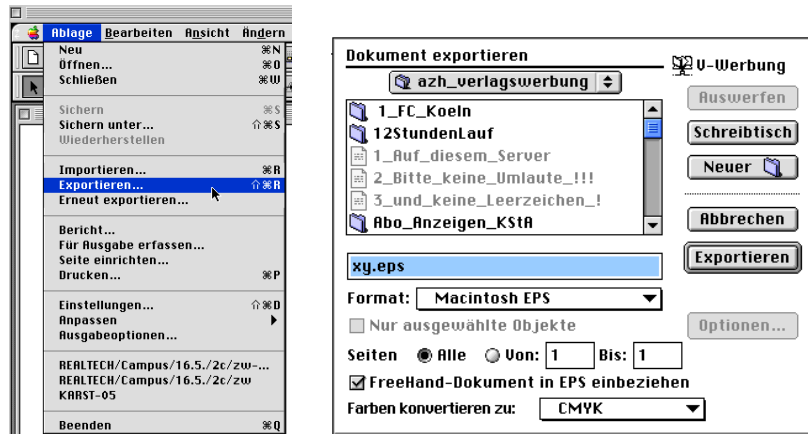 Ablage Bearbeiten Ansicht Ändern
Neu ⌘N
Öffnen... ⌘O
Schließen ⌘W
Sichern ⌘S
Sichern unter... ⇧⌘S
Wiederherstellen
Importieren... ⌘R
Exportieren... ⇧⌘R
Erneut exportieren...
Bericht...
Für Ausgabe erfassen...
Seite einrichten...
Drucken... ⌘P
Einstellungen... ⇧⌘D
Anpassen
Ausgabeoptionen...
REALTECH/Campus/16.5./2c/zw-...
REALTECH/Campus/16.5./2c/zw
KARST-05
Beenden ⌘Q
Dokument exportieren
azh_verlagswerbung
V-Werbung
1_FC_Koeln
12StundenLauf
1_Auf_diesem_Server
2_Bitte_keine_Umlaute_!!!
3_und_keine_Leerzeichen_!
Abo_Anzeigen_KStA
Auswerfen
Schreibtisch
Neuer
Abbrechen
Exportieren
xy.eps
Format: Macintosh EPS
Nur ausgewählte Objekte
Optionen...
Seiten Alle Von: 1 Bis: 1
FreeHand-Dokument in EPS einbeziehen
Farben konvertieren zu: CMYK